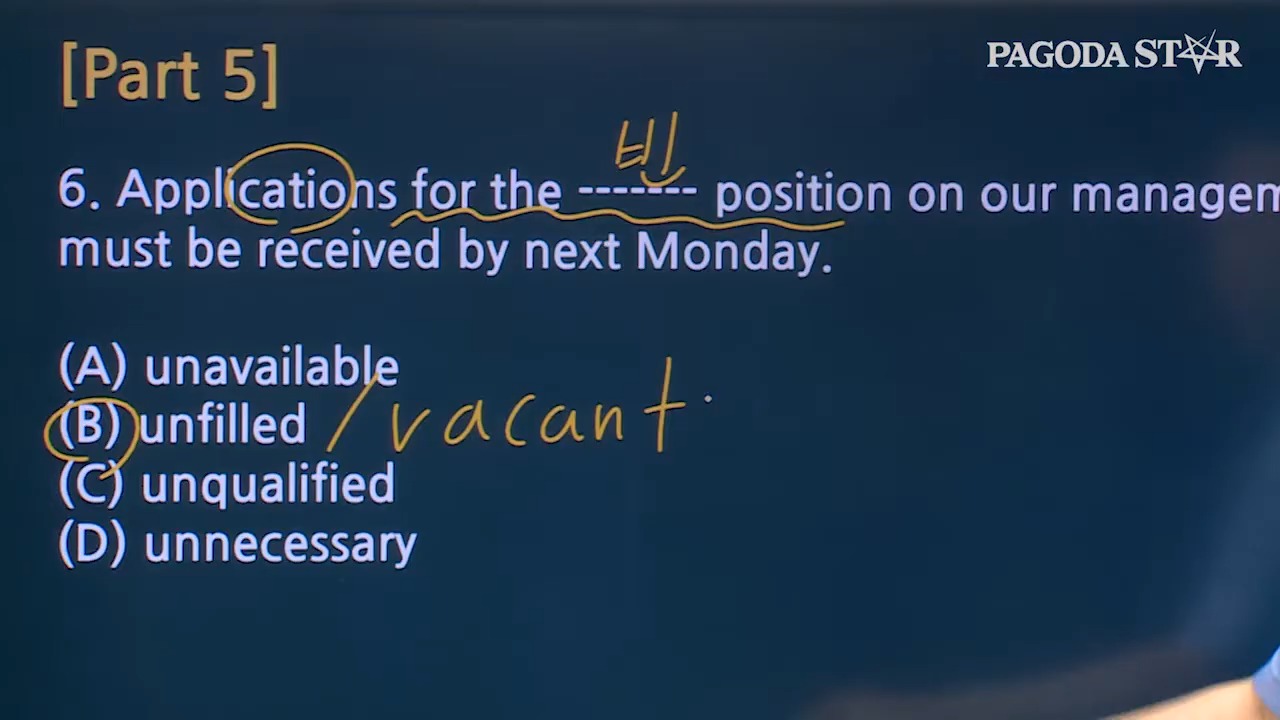 PAGODA STAR
[Part 5]
빈
6. Applications for the ------- position on our managem
must be received by next Monday.
(A) unavailable
(B) unfilled / vacant
(C) unqualified
(D) unnecessary